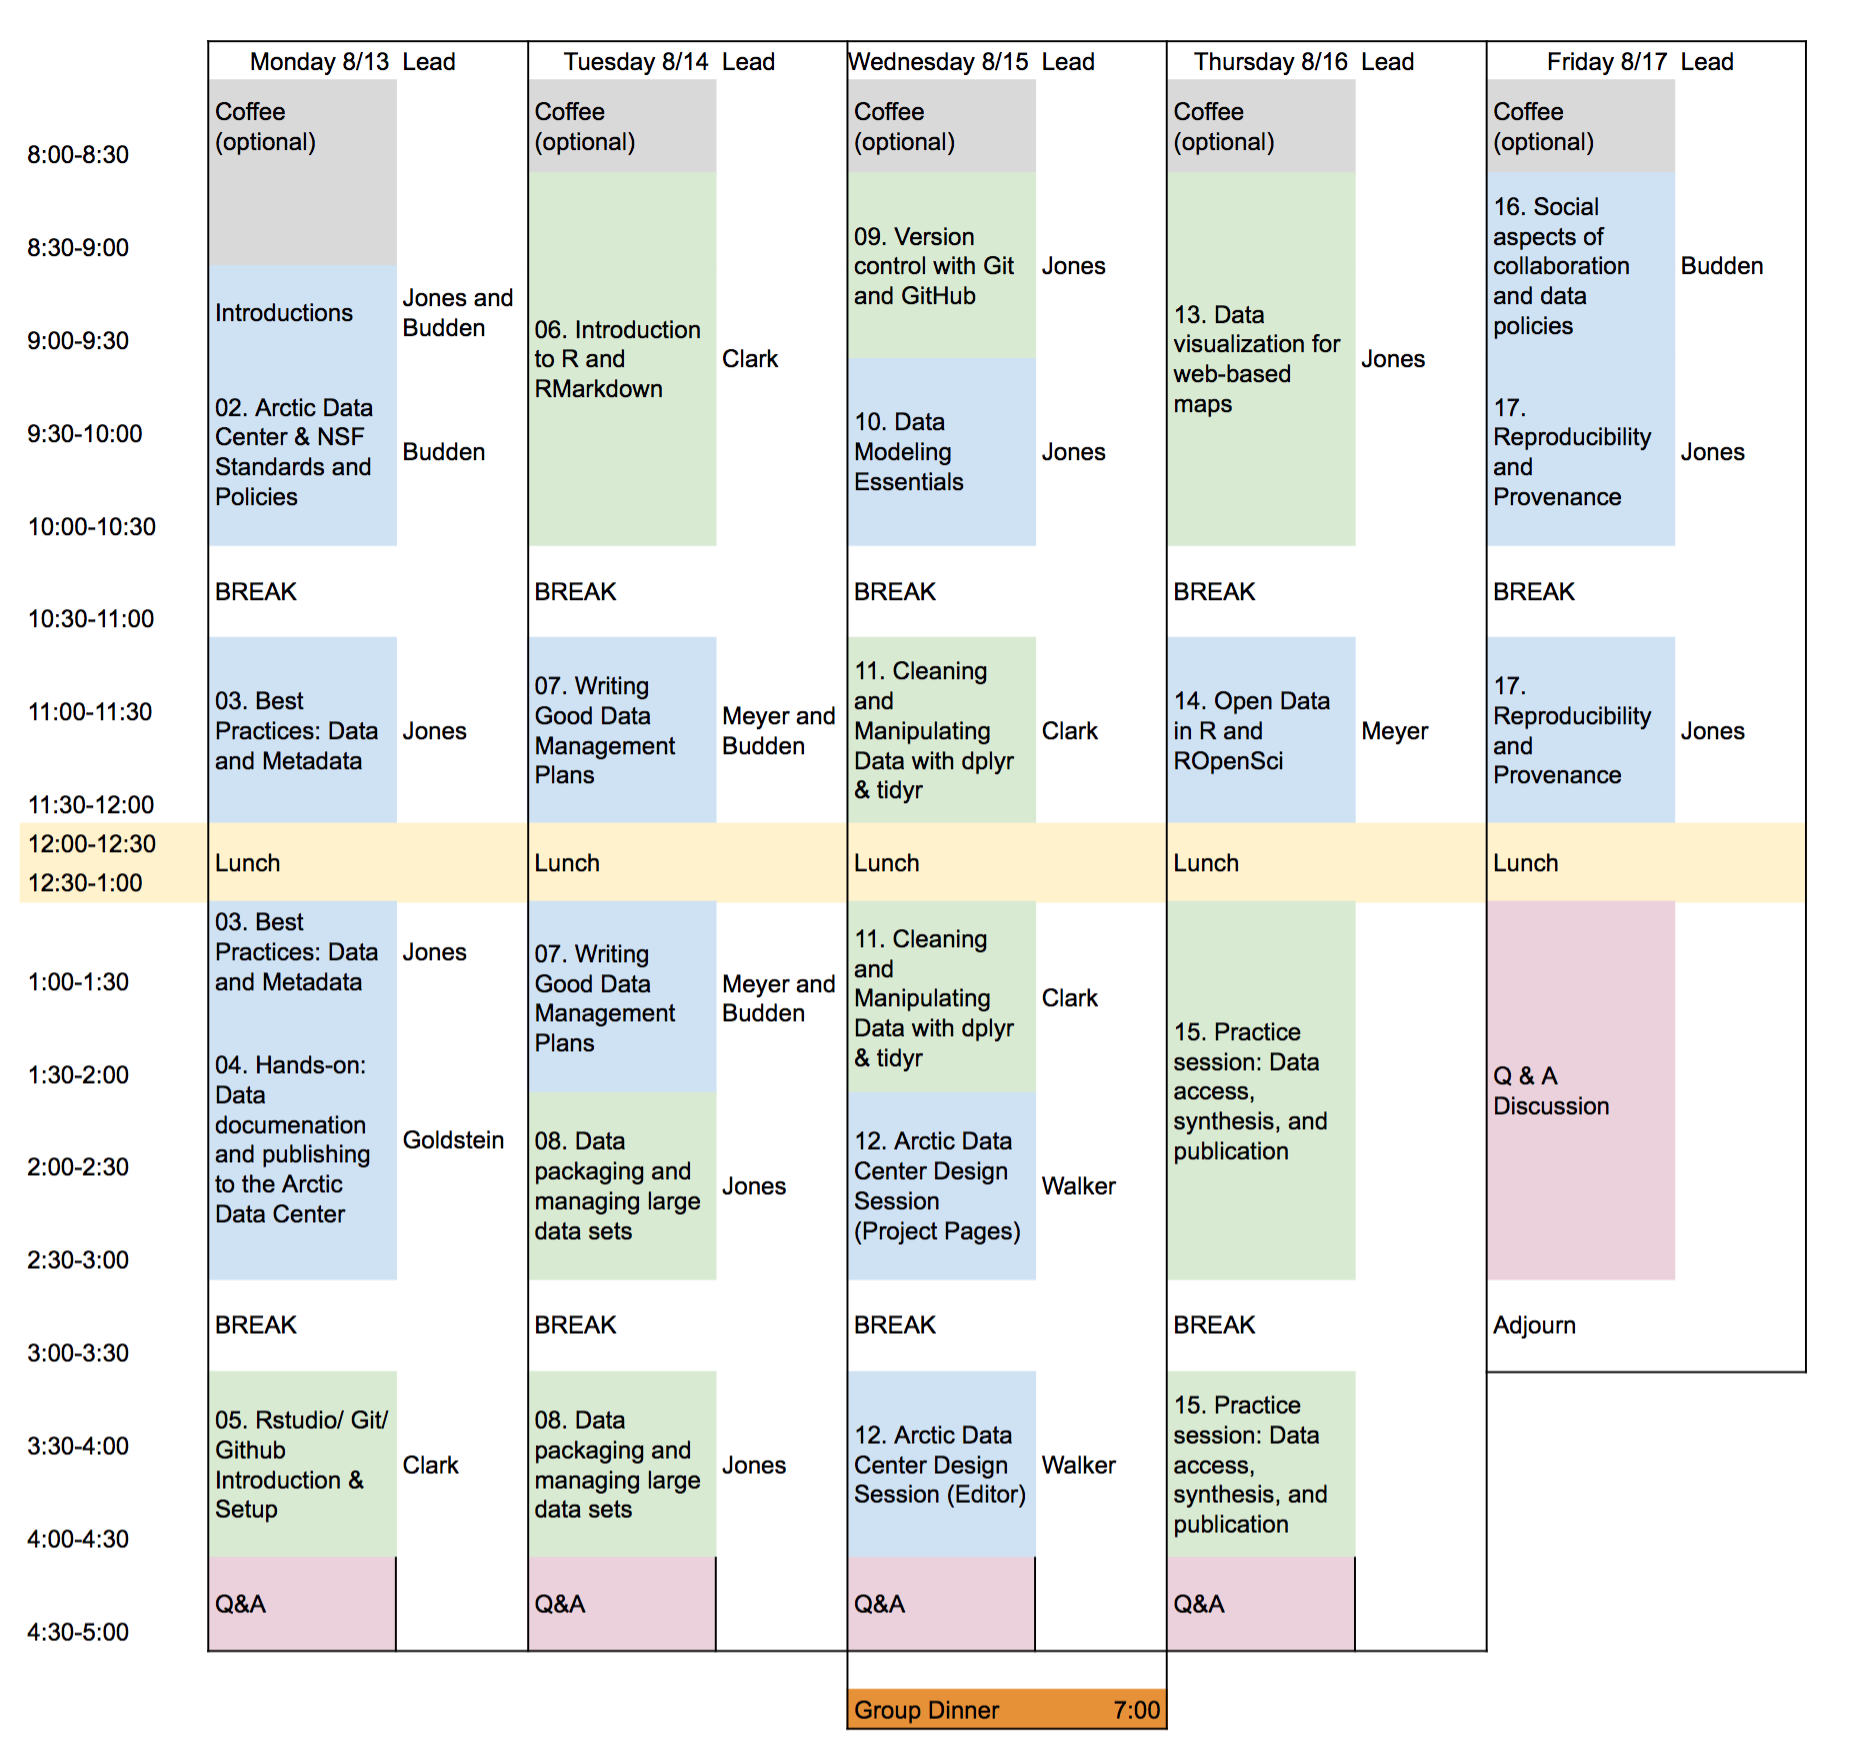 Monday 8/13 Lead Tuesday 8/14 Lead Wednesday 8/15 Lead Thursday 8/16 Lead Friday 8/17 Lead
8:00-8:30
8:30-9:00
9:00-9:30
9:30-10:00
10:00-10:30
10:30-11:00
11:00-11:30
11:30-12:00
12:00-12:30
12:30-1:00
1:00-1:30
1:30-2:00
2:00-2:30
2:30-3:00
3:00-3:30
3:30-4:00
4:00-4:30
4:30-5:00
Coffee
(optional)
Introductions
Jones and
Budden
02. Arctic Data
Center & NSF
Standards and
Policies
Budden
BREAK
03. Best
Practices: Data
and Metadata
Jones
Lunch
03. Best
Practices: Data
and Metadata
Jones
04. Hands-on:
Data
documenation
and publishing
to the Arctic
Data Center
Goldstein
BREAK
05. Rstudio/ Git/
Github
Introduction &
Setup
Clark
Q&A
Coffee
(optional)
06. Introduction
to R and
RMarkdown
Clark
BREAK
07. Writing
Good Data
Management
Plans
Meyer and
Budden
Lunch
07. Writing
Good Data
Management
Plans
Meyer and
Budden
08. Data
packaging and
managing large
data sets
Jones
BREAK
08. Data
packaging and
managing large
data sets
Jones
Q&A
Coffee
(optional)
09. Version
control with Git
and GitHub
Jones
10. Data
Modeling
Essentials
Jones
BREAK
11. Cleaning
and
Manipulating
Data with dplyr
& tidyr
Clark
Lunch
11. Cleaning
and
Manipulating
Data with dplyr
& tidyr
Clark
12. Arctic Data
Center Design
Session
(Project Pages)
Walker
BREAK
12. Arctic Data
Center Design
Session (Editor)
Walker
Q&A
Group Dinner 7:00
Coffee
(optional)
13. Data
visualization for
web-based
maps
Jones
BREAK
14. Open Data
in R and
ROpenSci
Meyer
Lunch
15. Practice
session: Data
access,
synthesis, and
publication
BREAK
15. Practice
session: Data
access,
synthesis, and
publication
Q&A
Coffee
(optional)
16. Social
aspects of
collaboration
and data
policies
Budden
17.
Reproducibility
and
Provenance
Jones
BREAK
17.
Reproducibility
and
Provenance
Jones
Lunch
Q & A
Discussion
Adjourn